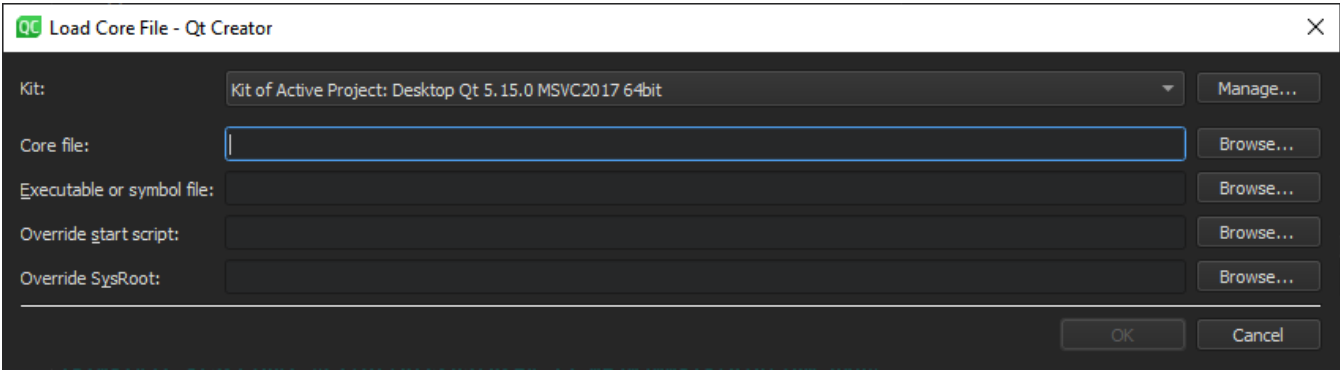 QC Load Core File - Qt Creator
Kit: Kit of Active Project: Desktop Qt 5.15.0 MSVC2017 64bit Manage...
Core file: Browse...
Executable or symbol file: Browse...
Override start script: Browse...
Override SysRoot: Browse...
OK Cancel